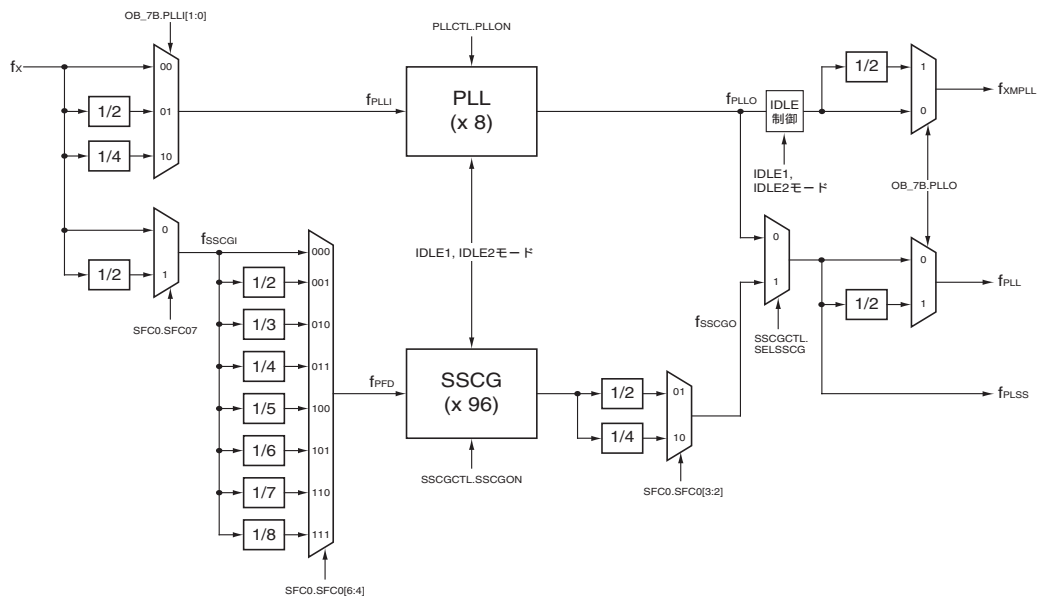 OB_7B.PLLI[1:0]
PLLCTL.PLLON
fX
00
1/2
01
1/4
10
fPLLI
PLL
(x 8)
fPLLO
IDLE
制御
IDLE1,
IDLE2モード
1/2
1
0
fXMPLL
OB_7B.PLLO
0
1/2
1
SFC0.SFC07
fSSCGI
000
1/2
001
1/3
010
1/4
011
1/5
100
1/6
101
1/7
110
1/8
111
SFC0.SFC0[6:4]
IDLE1, IDLE2モード
fPFD
SSCG
(x 96)
SSCGCTL.SSCGON
1/2
01
1/4
10
SFC0.SFC0[3:2]
fSSCGO
0
1
SSCGCTL.
SELSSCG
0
1/2
1
fPLL
fPLSS